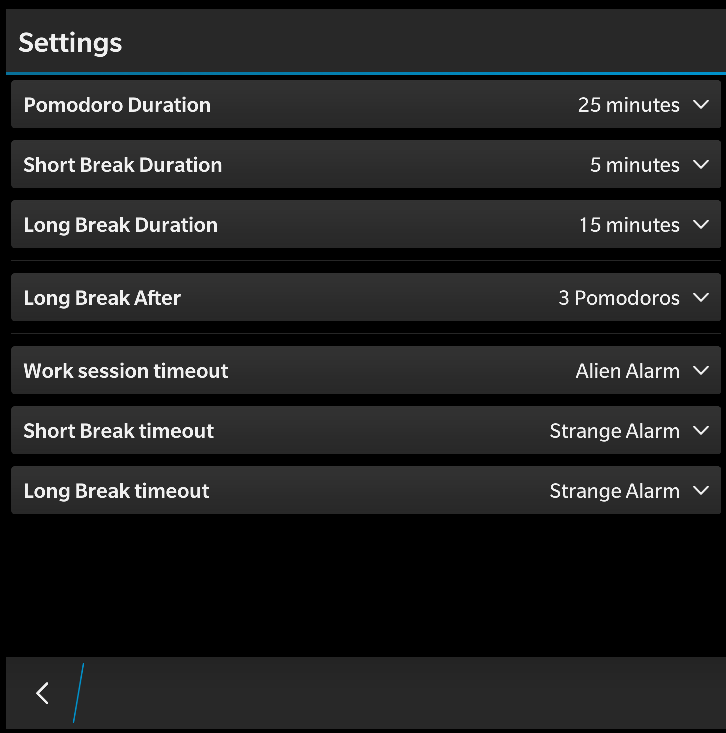 Settings
Pomodoro Duration 25 minutes
Short Break Duration 5 minutes
Long Break Duration 15 minutes
Long Break After 3 Pomodoros
Work session timeout Alien Alarm
Short Break timeout Strange Alarm
Long Break timeout Strange Alarm